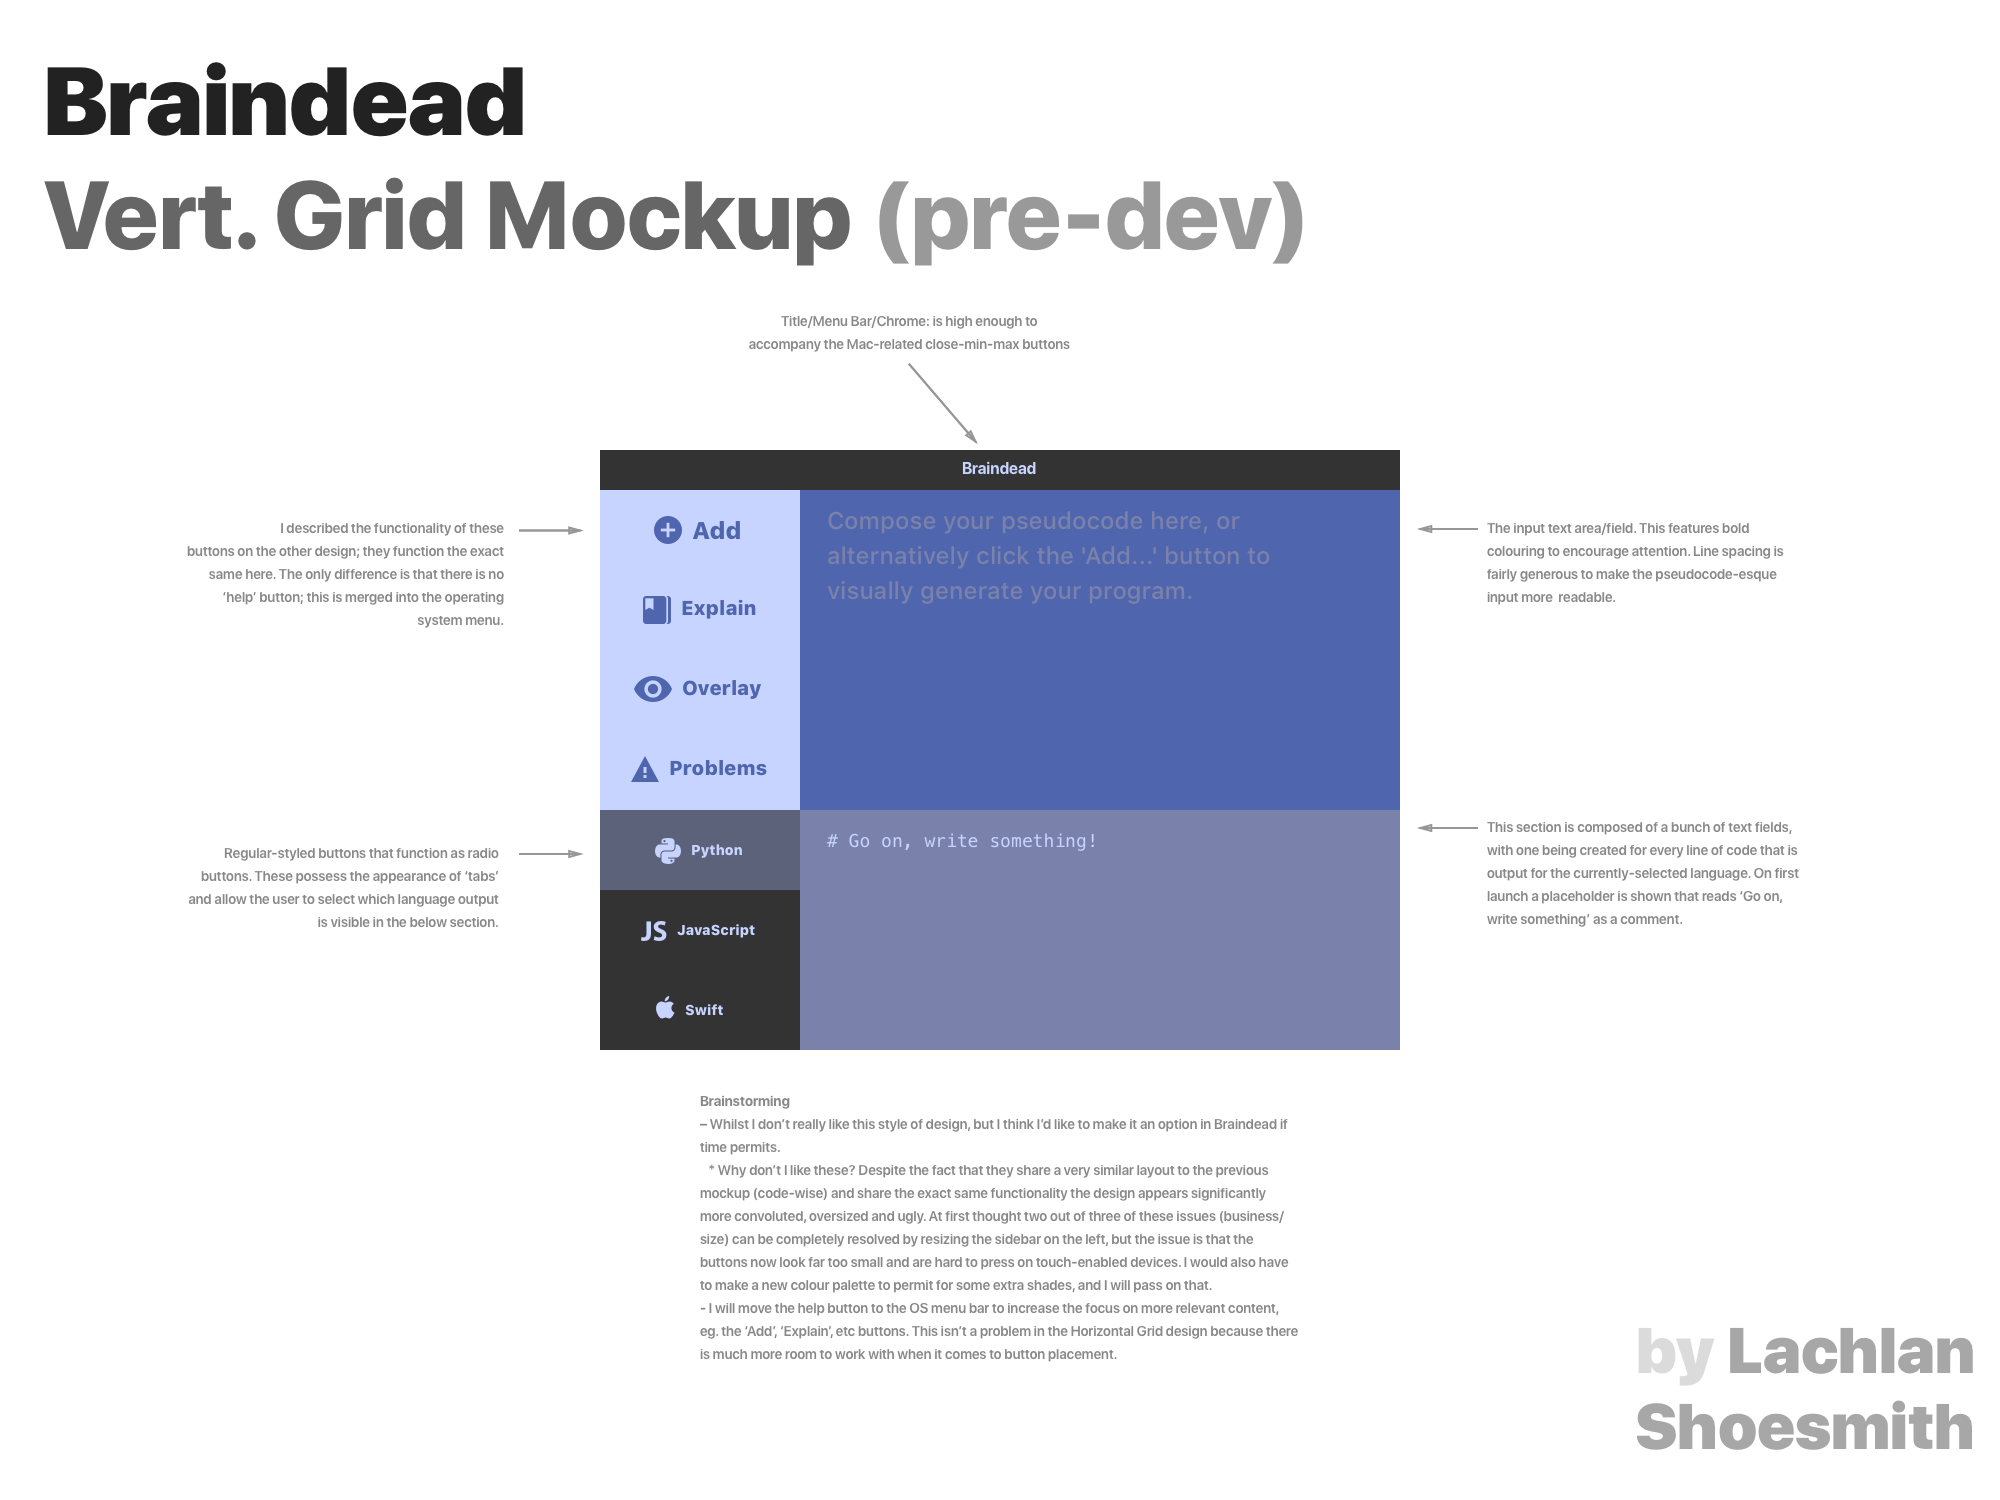 Braindead
Vert. Grid Mockup (pre-dev)
Title/Menu Bar/Chrome: is high enough to
accompany the Mac-related close-min-max buttons
I described the functionality of these
buttons on the other design; they function the exact
same here. The only difference is that there is no
‘help’ button; this is merged into the operating
system menu.
Regular-styled buttons that function as radio
buttons. These possess the appearance of ‘tabs’
and allow the user to select which language output
is visible in the below section.
Braindead
Add
Explain
Overlay
Problems
Python
JS JavaScript
Swift
Compose your pseudocode here, or
alternatively click the 'Add...' button to
visually generate your program.
# Go on, write something!
The input text area/field. This features bold
colouring to encourage attention. Line spacing is
fairly generous to make the pseudocode-esque
input more  readable.
This section is composed of a bunch of text fields,
with one being created for every line of code that is
output for the currently-selected language. On first
launch a placeholder is shown that reads ‘Go on,
write something’ as a comment.
Brainstorming
– Whilst I don’t really like this style of design, but I think I’d like to make it an option in Braindead if
time permits.
* Why don’t I like these? Despite the fact that they share a very similar layout to the previous
mockup (code-wise) and share the exact same functionality the design appears significantly
more convoluted, oversized and ugly. At first thought two out of three of these issues (business/
size) can be completely resolved by resizing the sidebar on the left, but the issue is that the
buttons now look far too small and are hard to press on touch-enabled devices. I would also have
to make a new colour palette to permit for some extra shades, and I will pass on that.
- I will move the help button to the OS menu bar to increase the focus on more relevant content,
eg. the ‘Add’, ‘Explain’, etc buttons. This isn’t a problem in the Horizontal Grid design because there
is much more room to work with when it comes to button placement.
by Lachlan
Shoesmith